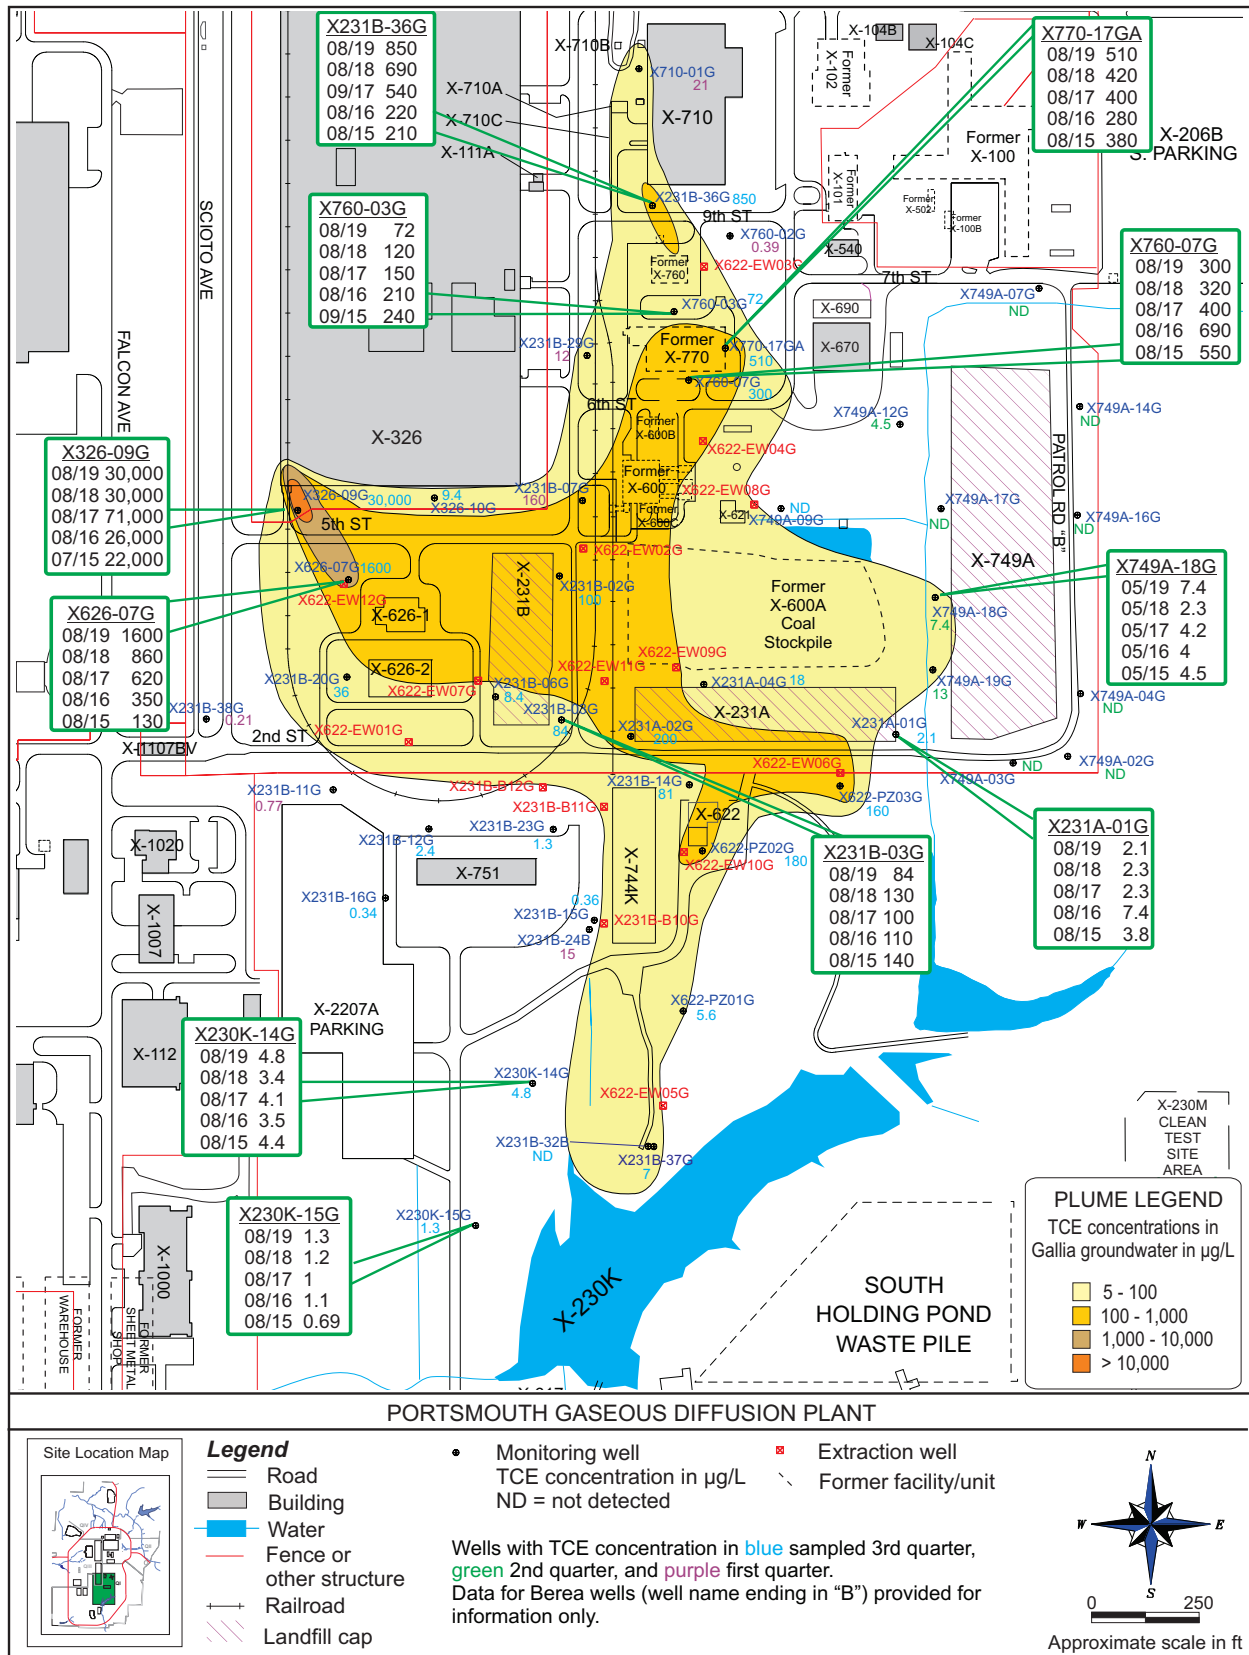 X231B-36G
08/19 850
08/18 690
09/17 540
08/16 220
08/15 210
X-710B
X-710A
X-710C
X-111A
X710-01G
21
X-710
X-104B
X-104C
Former
X-102
X770-17GA
08/19 510
08/18 420
08/17 400
08/16 280
08/15 380
Former
X-100
X-206B
S. PARKING
Former
X-101
Former
X-502
Former
X-100B
X-540
SCIOTO AVE
FALCON AVE
X760-03G
08/19 72
08/18 120
08/17 150
08/16 210
09/15 240
X231B-36G 850
9th ST
X760-02G
0.39
Former
X-760
X622-EW03G
72
X760-03G
7th ST
X760-07G
08/19 300
08/18 320
08/17 400
08/16 690
08/15 550
X749A-07G
ND
X-690
X-670
X231B-29G
12
Former
X-770
X770-17GA
510
X760-07G
300
6th ST
Former
X-600B
X622-EW04G
X749A-12G
4.5
X749A-14G
ND
X-326
X326-09G
08/19 30,000
08/18 30,000
08/17 71,000
08/16 26,000
07/15 22,000
X326-09G
30,000
9.4
X326-10G
X231B-07G
160
Former
X-600
Former
X-600C
X622-EW08G
X-621
ND
X749A-09G
X749A-17G
ND
X749A-16G
ND
PATROL RD "B"
5th ST
X622-EW02G
X626-07G 1600
X622-EW12G
X-626-1
X-231B
X231B-02G
100
Former
X-600A
Coal
Stockpile
X-749A
X749A-18G
7.4
X749A-18G
05/19 7.4
05/18 2.3
05/17 4.2
05/16 4
05/15 4.5
X626-07G
08/19 1600
08/18 860
08/17 620
08/16 350
08/15 130
X-626-2
X622-EW09G
X622-EW11G
X231B-20G
36
X622-EW07G
X231B-06G
8.4
X231A-04G 18
X749A-19G
13
X749A-04G
ND
X231B-38G
0.21
X231B-03G
84
X-231A
X231A-02G
200
X231A-01G
2.1
X622-EW01G
2nd ST
X-1107BV
X749A-02G
ND
X749A-03G
ND
X231B-11G
0.77
X231B-B12G
X231B-14G
81
X622-EW06G
X622-PZ03G
160
X231B-B11G
X-622
X231B-23G
1.3
X231B-12G
2.4
X-1020
X-751
X-744K
X622-PZ02G
180
X622-EW10G
X231B-03G
08/19 84
08/18 130
08/17 100
08/16 110
08/15 140
X231A-01G
08/19 2.1
08/18 2.3
08/17 2.3
08/16 7.4
08/15 3.8
X231B-16G
0.34
0.36
X231B-15G
X231B-B10G
X231B-24B
15
X-1007
X-2207A
PARKING
X622-PZ01G
5.6
X-112
X230K-14G
08/19 4.8
08/18 3.4
08/17 4.1
08/16 3.5
08/15 4.4
X230K-14G
4.8
X622-EW05G
X231B-32B
ND
X231B-37G
7
X-230M
CLEAN
TEST
SITE
AREA
X230K-15G
08/19 1.3
08/18 1.2
08/17 1
08/16 1.1
08/15 0.69
X230K-15G
1.3
X-1000
X-230K
SOUTH
HOLDING POND
WASTE PILE
PLUME LEGEND
TCE concentrations in
Gallia groundwater in µg/L
5 - 100
100 - 1,000
1,000 - 10,000
> 10,000
FORMER
WAREHOUSE
FORMER
SHEET METAL
SHOP
PORTSMOUTH GASEOUS DIFFUSION PLANT
Site Location Map
Legend
Road
Building
Water
Fence or
other structure
Railroad
Landfill cap
Monitoring well
TCE concentration in µg/L
ND = not detected
Extraction well
Former facility/unit
Wells with TCE concentration in blue sampled 3rd quarter,
green 2nd quarter, and purple first quarter.
Data for Berea wells (well name ending in “B”) provided for
information only.
N
W
E
S
0 250
Approximate scale in ft